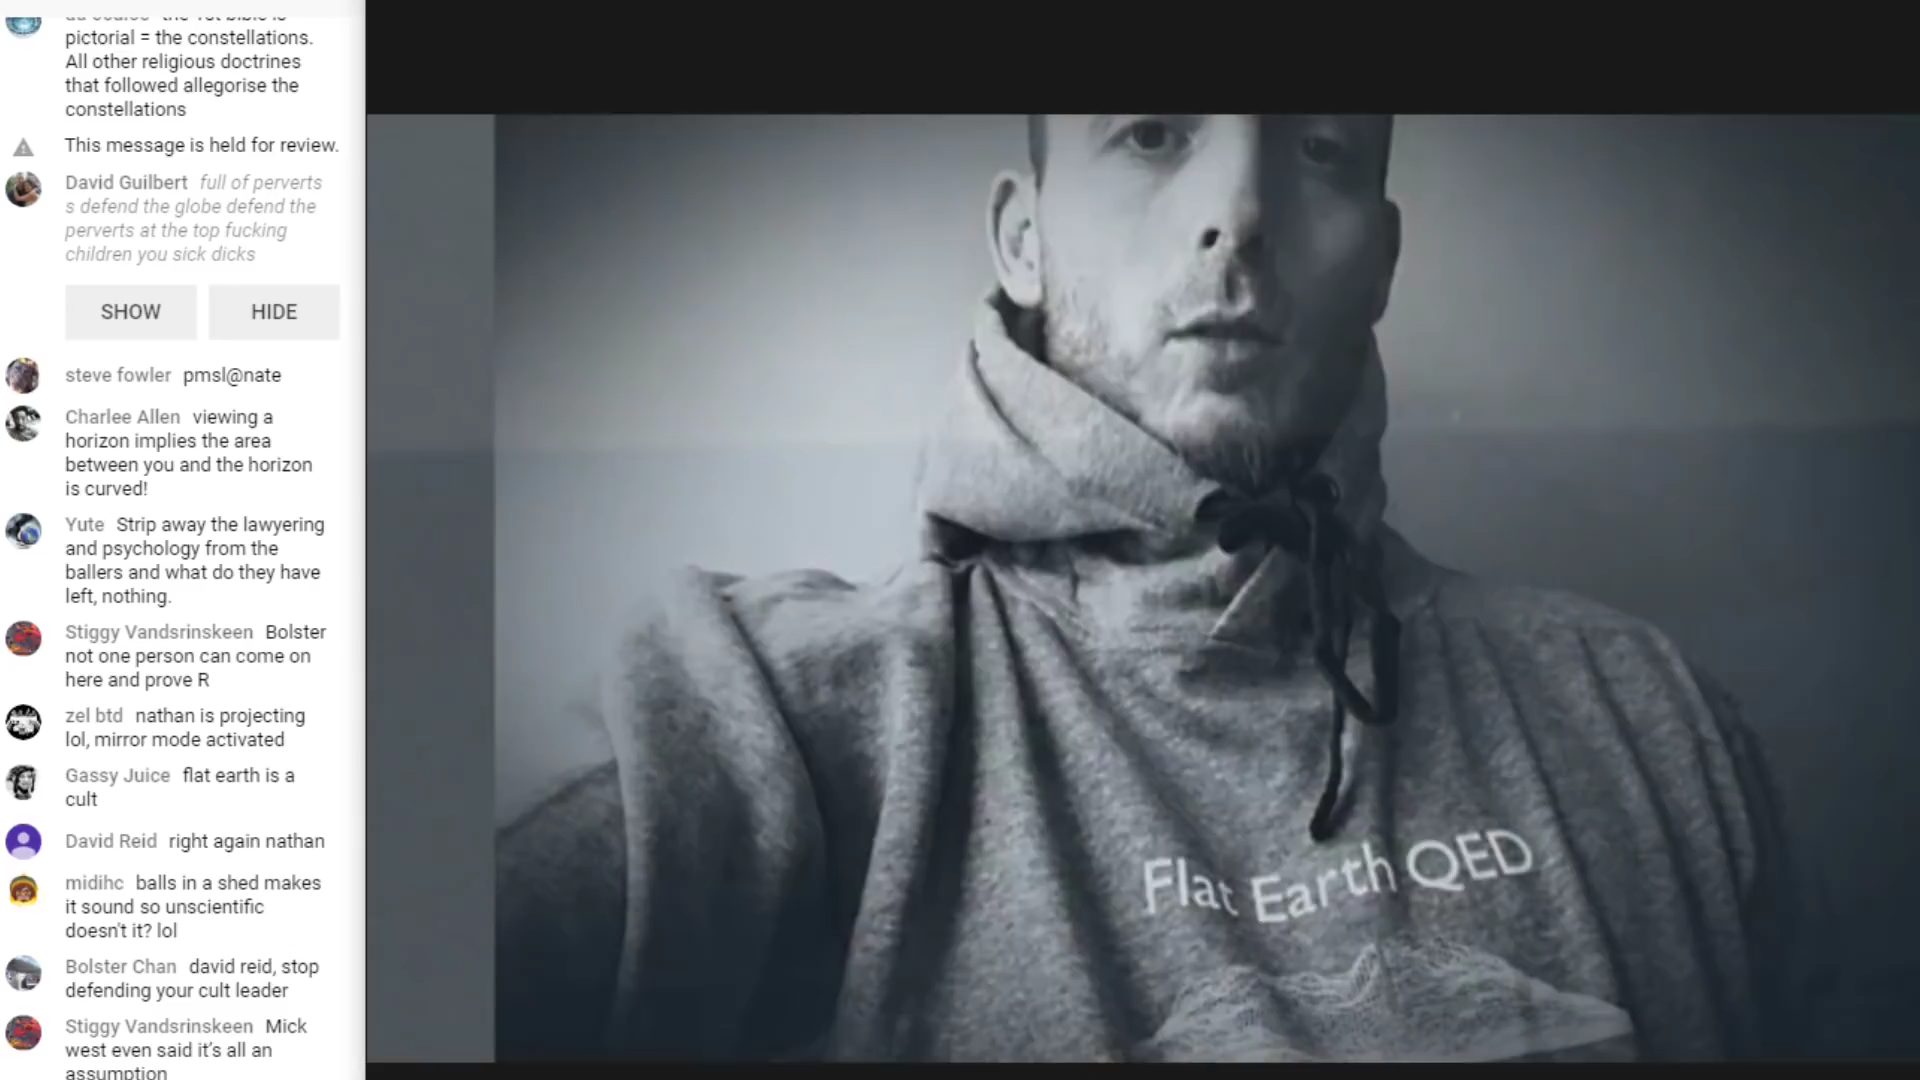 pictorial = the constellations.
All other religious doctrines
that followed allegorise the
constellations
This message is held for review.
David Guilbert full of perverts
s defend the globe defend the
perverts at the top fucking
children you sick dicks
SHOW HIDE
steve fowler pmsl@nate
Charlee Allen viewing a
horizon implies the area
between you and the horizon
is curved!
Yute Strip away the lawyering
and psychology from the
ballers and what do they have
left, nothing.
Stiggy Vandsrinskeen Bolster
not one person can come on
here and prove R
zel btd nathan is projecting
lol, mirror mode activated
Gassy Juice flat earth is a
cult
David Reid right again nathan
midihc balls in a shed makes
it sound so unscientific
doesn't it? lol
Bolster Chan david reid, stop
defending your cult leader
Stiggy Vandsrinskeen Mick
west even said it's all an
assumption
Flat Earth QED